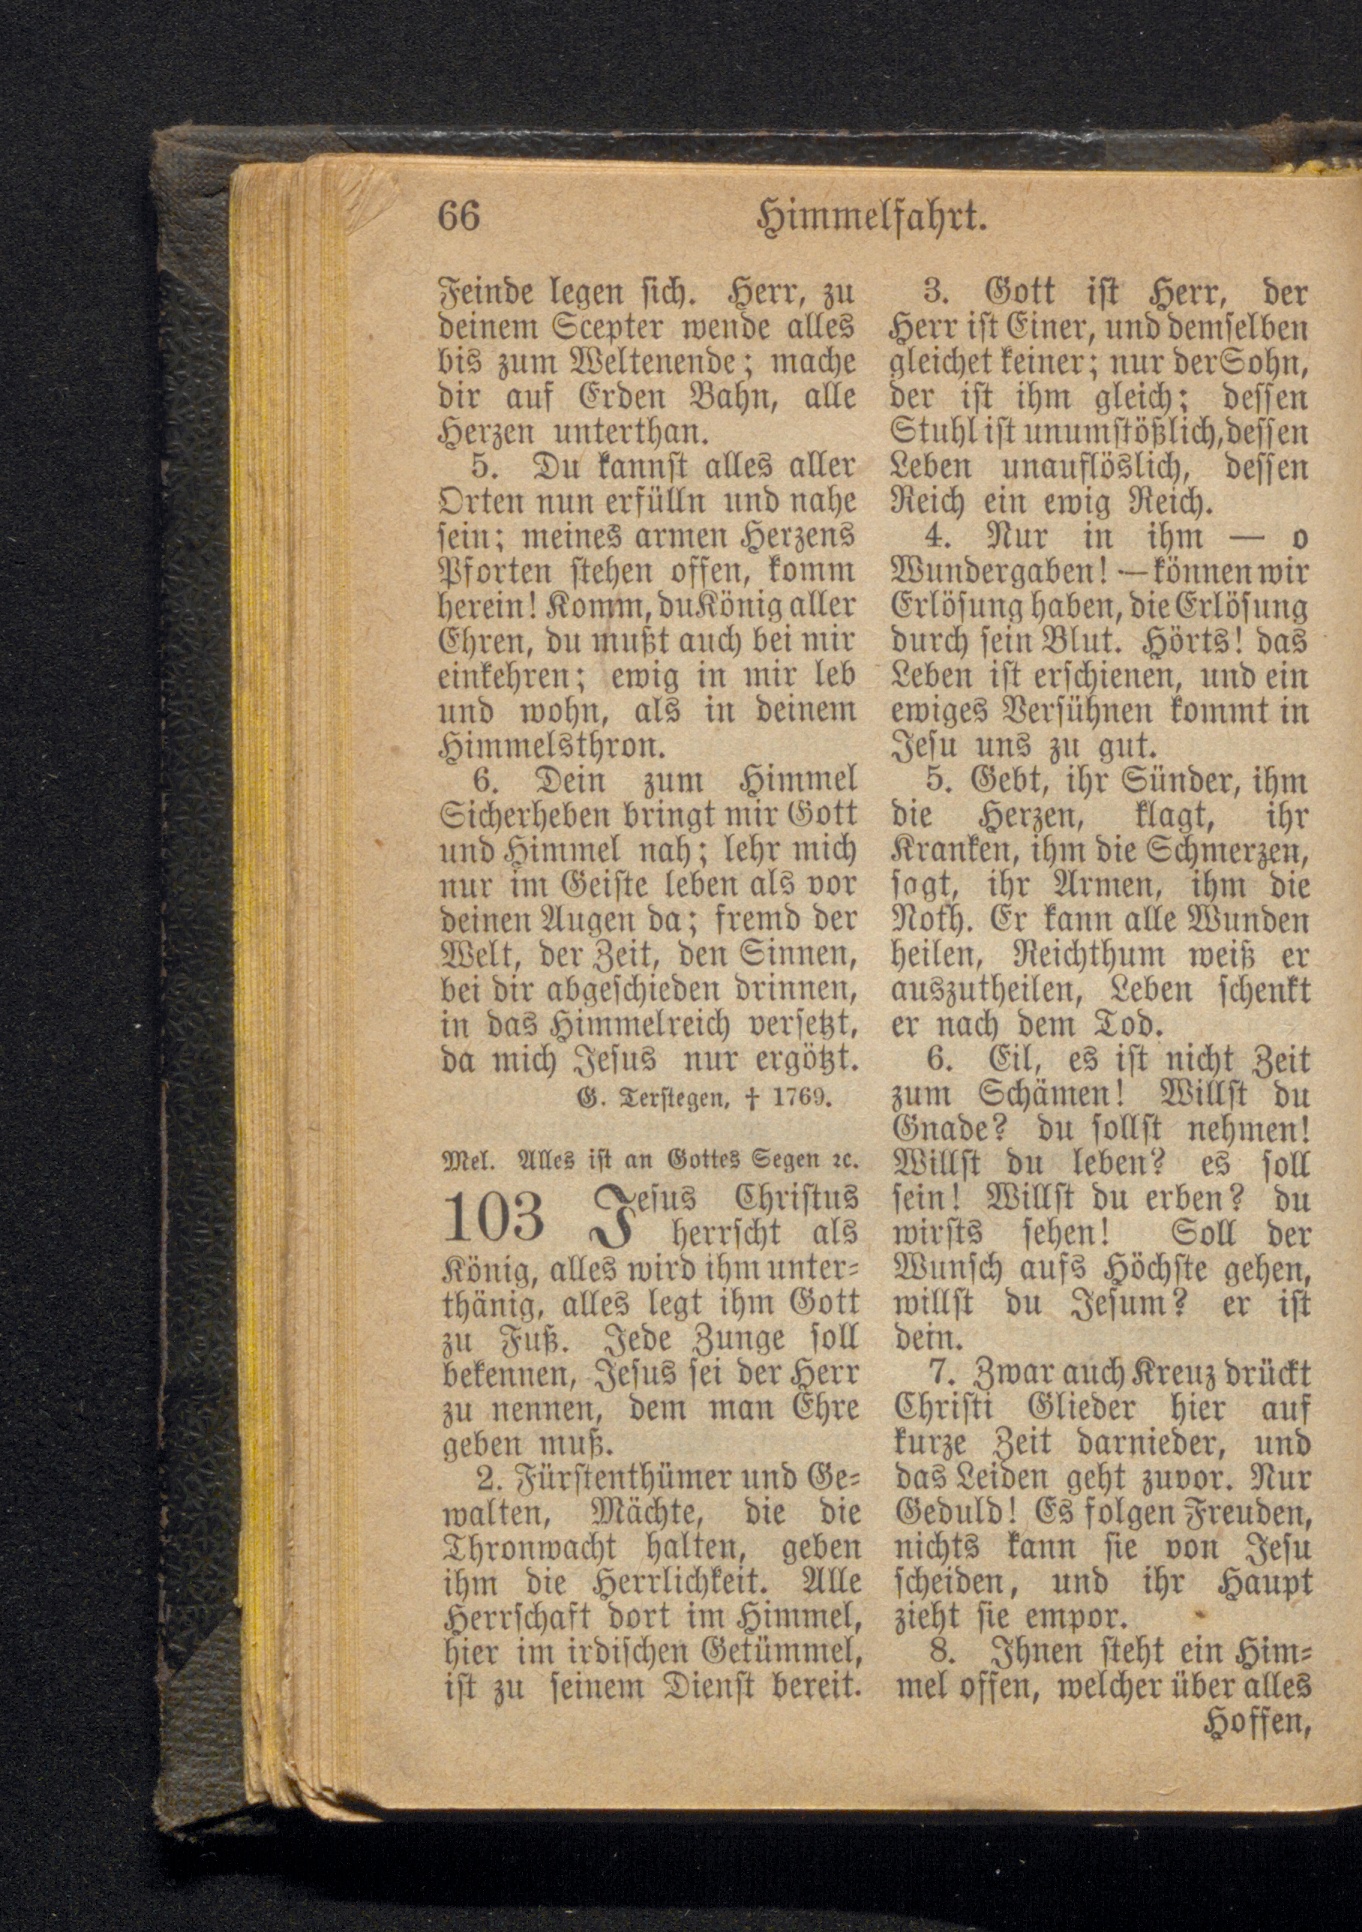 66
Himmelfahrt.
Feinde legen sich. Herr, zu
deinem Scepter wende alles
bis zum Weltenende; mache
dir auf Erden Bahn, alle
Herzen unterthan.
5. Du kannst alles aller
Orten nun erfülln und nahe
sein; meines armen Herzens
Pforten stehen offen, komm
herein! Komm, du König aller
Ehren, du mußt auch bei mir
einkehren; ewig in mir leb
und wohn, als in deinem
Himmelsthron.
6. Dein zum Himmel
Sicherheben bringt mir Gott
und Himmel nah; lehr mich
nur im Geiste leben als vor
deinen Augen da; fremd der
Welt, der Zeit, den Sinnen,
bei dir abgeschieden drinnen,
in das Himmelreich versetzt,
da mich Jesus nur ergötzt.
G. Terstegen, † 1769.
Mel. Alles ist an Gottes Segen ꝛc.
103 Jesus Christus
herrscht als
König, alles wird ihm unter-
thänig, alles legt ihm Gott
zu Fuß. Jede Zunge soll
bekennen, Jesus sei der Herr
zu nennen, dem man Ehre
geben muß.
2. Fürstenthümer und Ge-
walten, Mächte, die die
Thronwacht halten, geben
ihm die Herrlichkeit. Alle
Herrschaft dort im Himmel,
hier im irdischen Getümmel,
ist zu seinem Dienst bereit.
3. Gott ist Herr, der
Herr ist Einer, und demselben
gleichet keiner; nur der Sohn,
der ist ihm gleich; dessen
Stuhl ist unumstößlich, dessen
Leben unauflöslich, dessen
Reich ein ewig Reich.
4. Nur in ihm — o
Wundergaben! — können wir
Erlösung haben, die Erlösung
durch sein Blut. Hörts! das
Leben ist erschienen, und ein
ewiges Versühnen kommt in
Jesu uns zu gut.
5. Gebt, ihr Sünder, ihm
die Herzen, klagt, ihr
Kranken, ihm die Schmerzen,
sagt, ihr Armen, ihm die
Noth. Er kann alle Wunden
heilen, Reichthum weiß er
auszutheilen, Leben schenkt
er nach dem Tod.
6. Eil, es ist nicht Zeit
zum Schämen! Willst du
Gnade? du sollst nehmen!
Willst du leben? es soll
sein! Willst du erben? du
wirsts sehen! Soll der
Wunsch aufs Höchste gehen,
willst du Jesum? er ist
dein.
7. Zwar auch Kreuz drückt
Christi Glieder hier auf
kurze Zeit darnieder, und
das Leiden geht zuvor. Nur
Geduld! Es folgen Freuden,
nichts kann sie von Jesu
scheiden, und ihr Haupt
zieht sie empor.
8. Ihnen steht ein Him-
mel offen, welcher über alles
Hoffen,